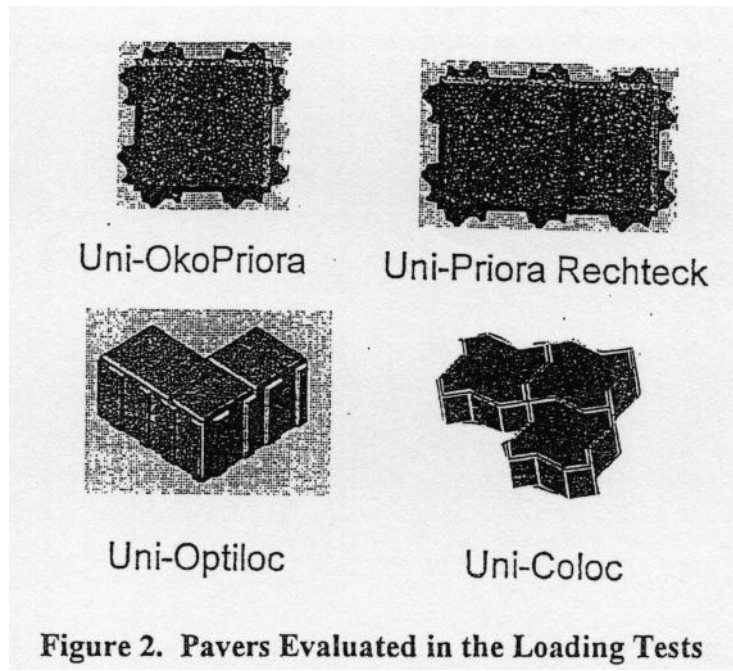 Uni-OkoPriora
Uni-Priora Rechteck
Uni-Optiloc
Uni-Coloc
Figure 2. Pavers Evaluated in the Loading Tests